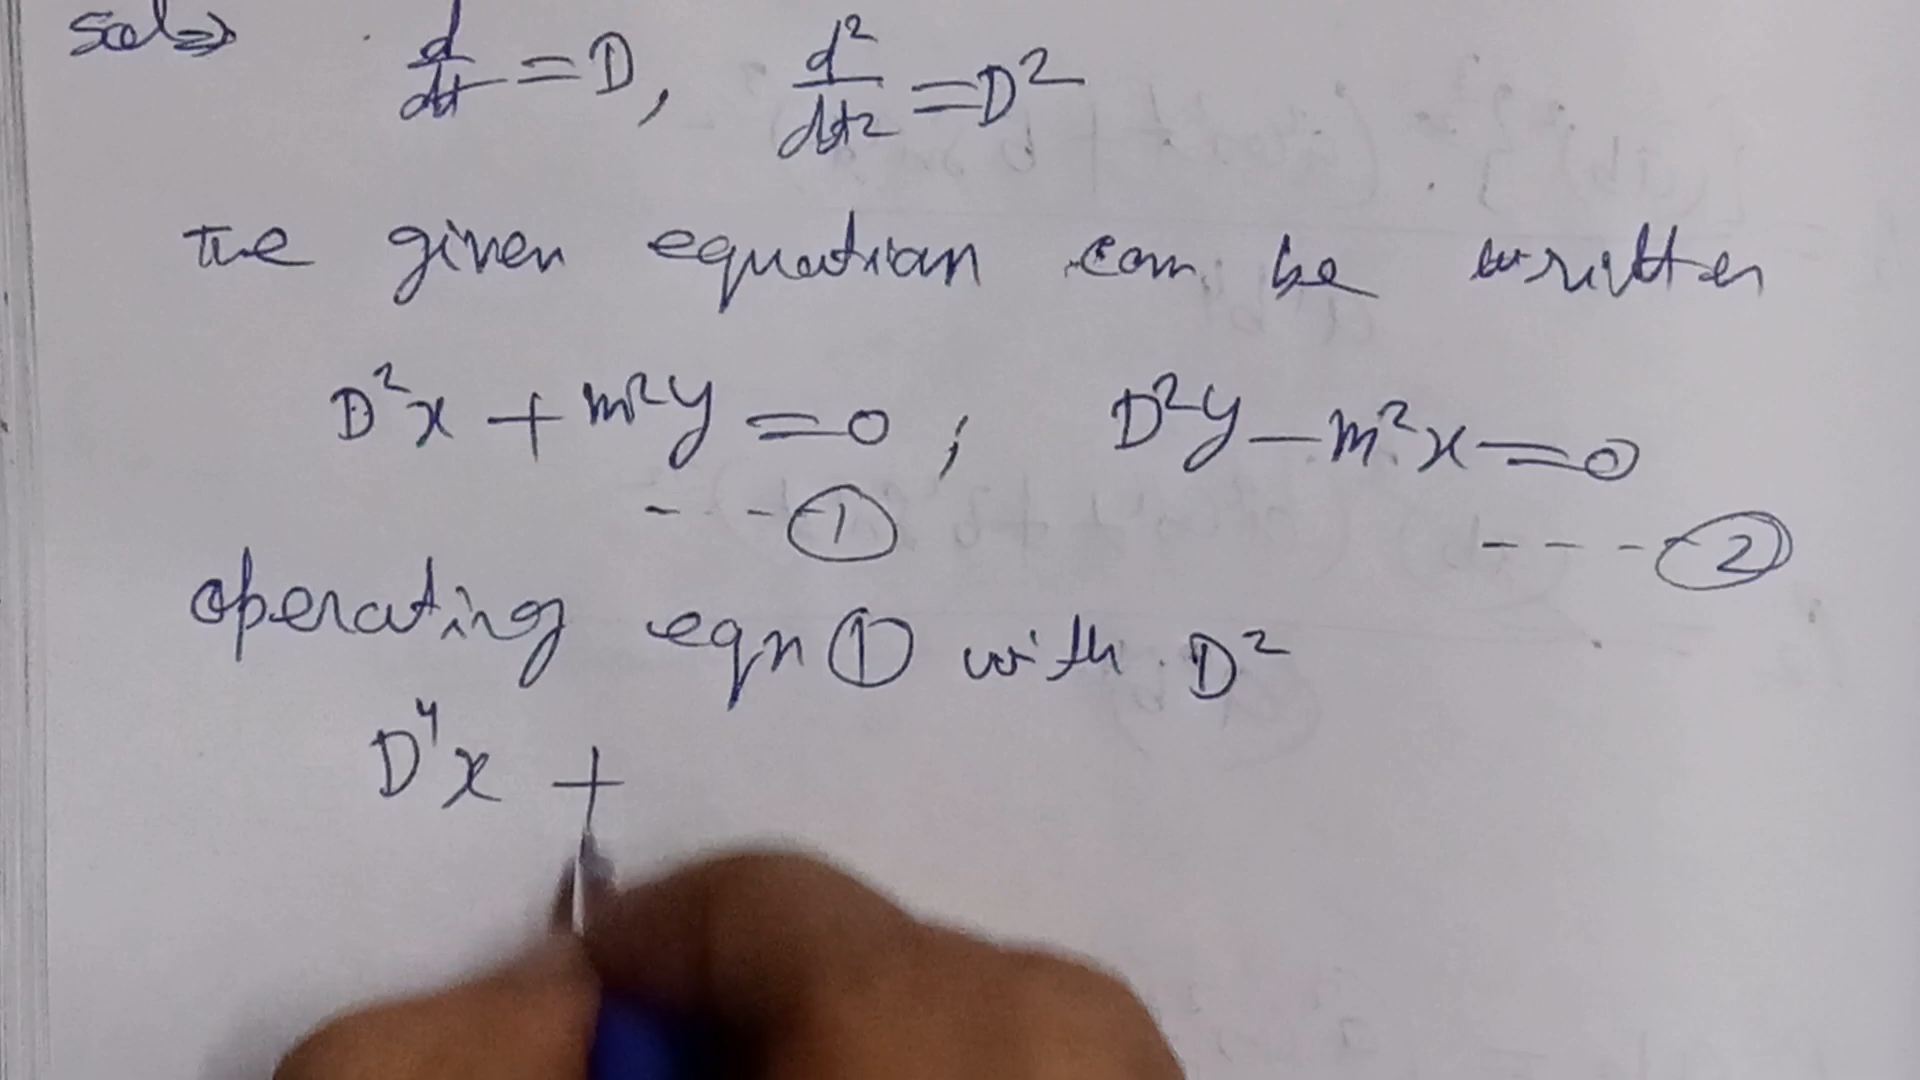 Sol⇒ d/dt = D, d²/dt² = D²
The given equation can be written
D²x + m²y = 0 ; D²y - m²x = 0
---① ----②
operating eqn ① with D²
D⁴x +